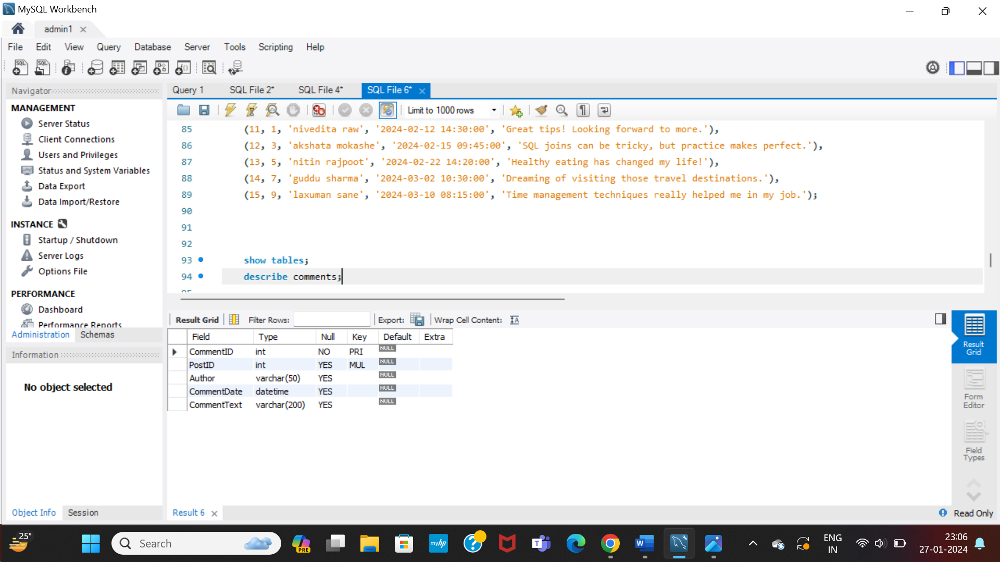 MySQL Workbench
admin1
File Edit View Query Database Server Tools Scripting Help
Navigator
MANAGEMENT
Server Status
Client Connections
Users and Privileges
Status and System Variables
Data Export
Data Import/Restore
INSTANCE
Startup / Shutdown
Server Logs
Options File
PERFORMANCE
Dashboard
Performance Reports
Administration Schemas
Information
No object selected
Object Info Session
Query 1 SQL File 2* SQL File 4* SQL File 6*
Limit to 1000 rows
85 (11, 1, 'nivedita raw', '2024-02-12 14:30:00', 'Great tips! Looking forward to more.'),
86 (12, 3, 'akshata mokashe', '2024-02-15 09:45:00', 'SQL joins can be tricky, but practice makes perfect.'),
87 (13, 5, 'nitin rajpoot', '2024-02-22 14:20:00', 'Healthy eating has changed my life!'),
88 (14, 7, 'guddu sharma', '2024-03-02 10:30:00', 'Dreaming of visiting those travel destinations.'),
89 (15, 9, 'laxuman sane', '2024-03-10 08:15:00', 'Time management techniques really helped me in my job.');
90
91
92
93 show tables;
94 describe comments;
95
Result Grid Filter Rows: Export: Wrap Cell Content:
Field Type Null Key Default Extra
CommentID int NO PRI NULL
PostID int YES MUL NULL
Author varchar(50) YES NULL
CommentDate datetime YES NULL
CommentText varchar(200) YES NULL
Result
Grid
Form
Editor
Field
Types
Result 6
Read Only
25°
Search
PRE
myhp
ENG
IN
23:06
27-01-2024